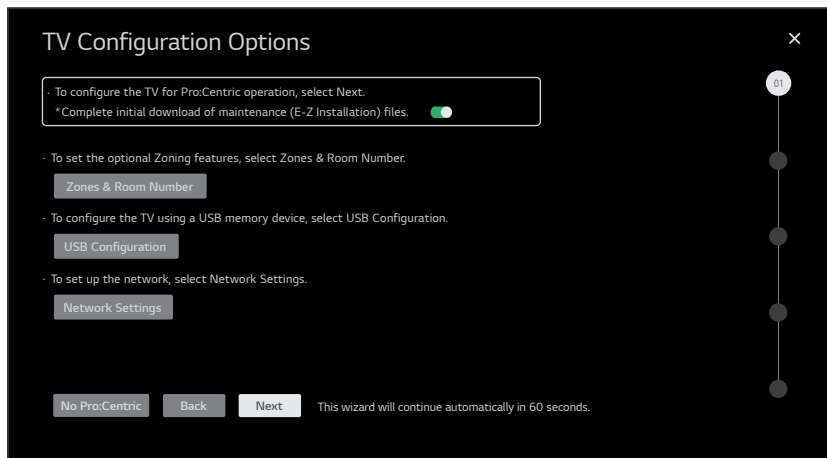 TV Configuration Options
×
01
· To configure the TV for Pro:Centric operation, select Next.
*Complete initial download of maintenance (E-Z Installation) files.
· To set the optional Zoning features, select Zones & Room Number.
Zones & Room Number
· To configure the TV using a USB memory device, select USB Configuration.
USB Configuration
· To set up the network, select Network Settings.
Network Settings
No Pro:Centric Back Next This wizard will continue automatically in 60 seconds.